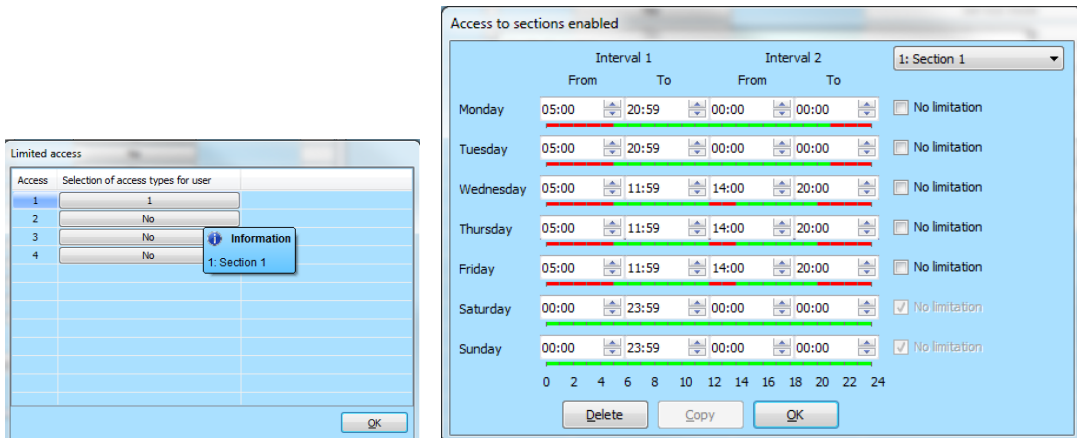 Limited access
Access Selection of access types for user
1 1
2 No
3 No
4 No
Information
1: Section 1
OK
Access to sections enabled
Interval 1 Interval 2 1: Section 1
From To From To
Monday 05:00 20:59 00:00 00:00 No limitation
Tuesday 05:00 20:59 00:00 00:00 No limitation
Wednesday 05:00 11:59 14:00 20:00 No limitation
Thursday 05:00 11:59 14:00 20:00 No limitation
Friday 05:00 11:59 14:00 20:00 No limitation
Saturday 00:00 23:59 00:00 00:00 No limitation
Sunday 00:00 23:59 00:00 00:00 No limitation
0 2 4 6 8 10 12 14 16 18 20 22 24
Delete Copy OK